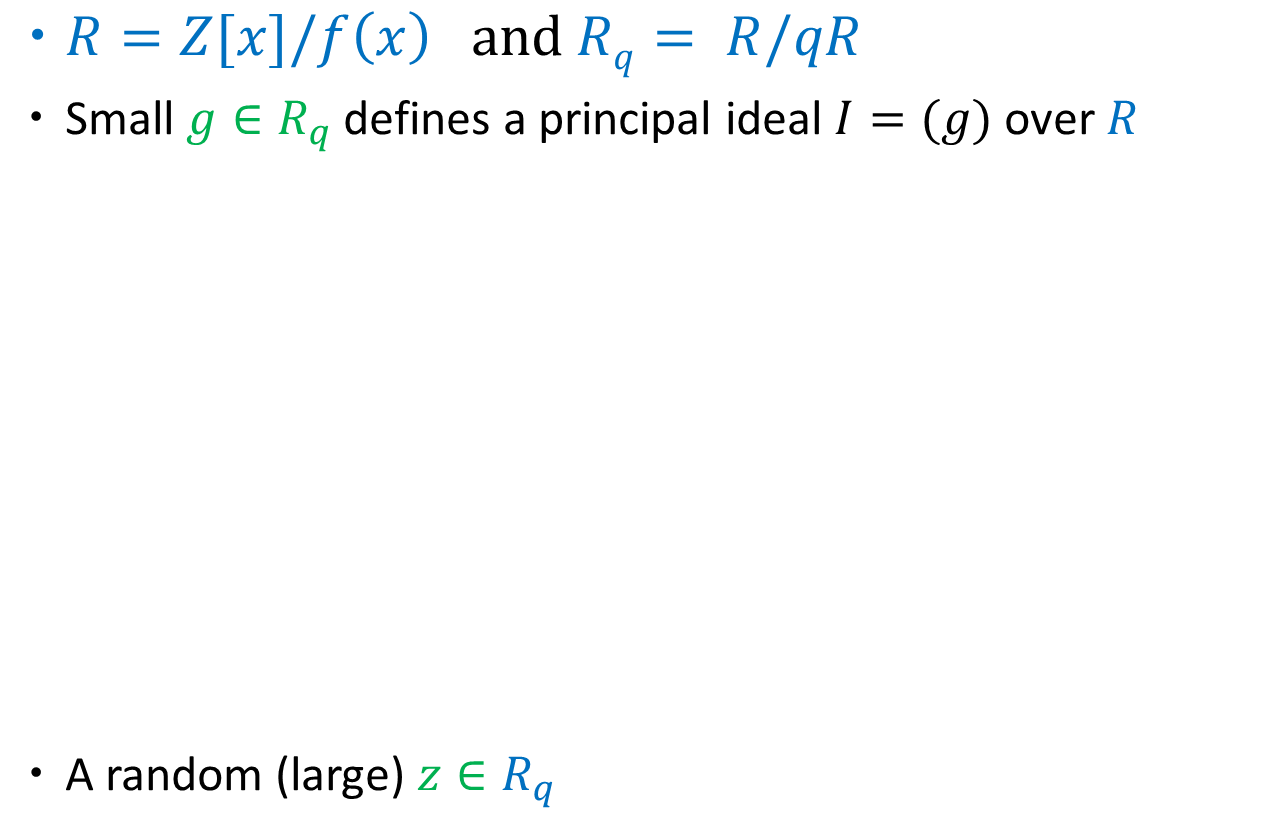 • R = Z[x]/f(x) and R_q = R/qR
• Small g ∈ R_q defines a principal ideal I = (g) over R
• A random (large) z ∈ R_q